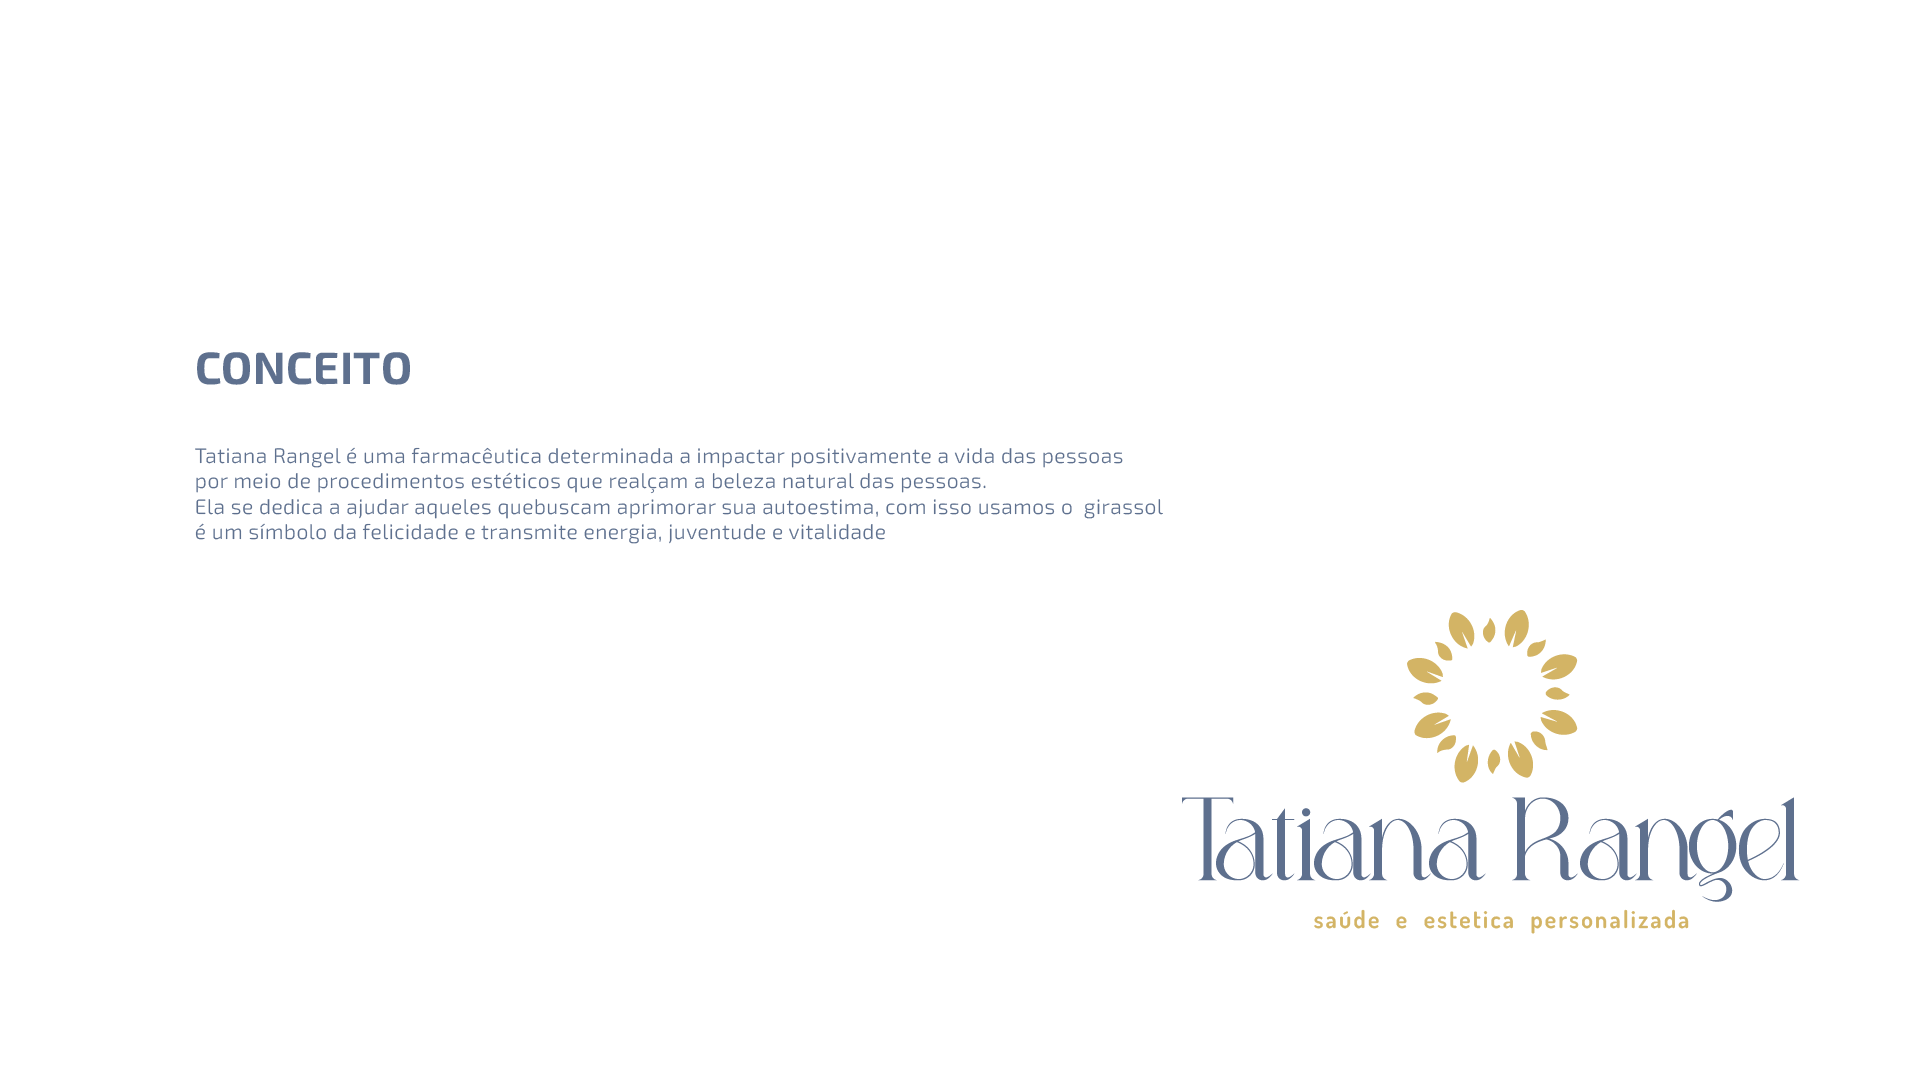 CONCEITO
Tatiana Rangel é uma farmacêutica determinada a impactar positivamente a vida das pessoas
por meio de procedimentos estéticos que realçam a beleza natural das pessoas.
Ela se dedica a ajudar aqueles quebuscam aprimorar sua autoestima, com isso usamos o  girassol
é um símbolo da felicidade e transmite energia, juventude e vitalidade
Tatiana Rangel
saúde e estetica personalizada